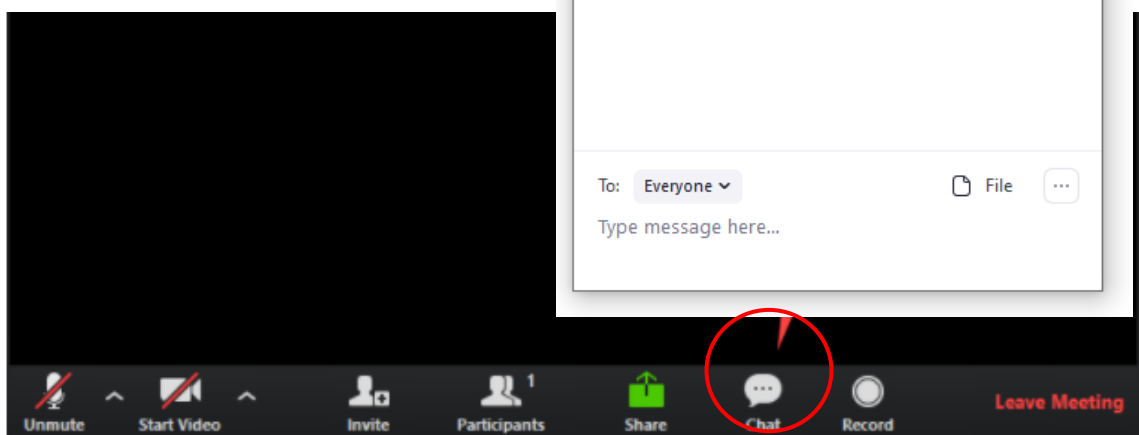 To: Everyone File
Type message here...
1
Unmute Start Video Invite Participants Share Chat Record Leave Meeting